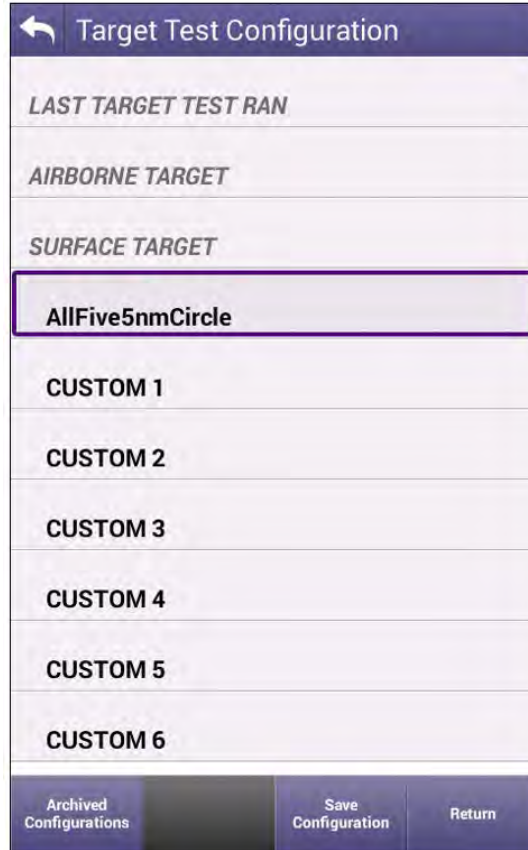 Target Test Configuration
LAST TARGET TEST RAN
AIRBORNE TARGET
SURFACE TARGET
AllFive5nmCircle
CUSTOM 1
CUSTOM 2
CUSTOM 3
CUSTOM 4
CUSTOM 5
CUSTOM 6
Archived
Configurations
Save
Configuration
Return